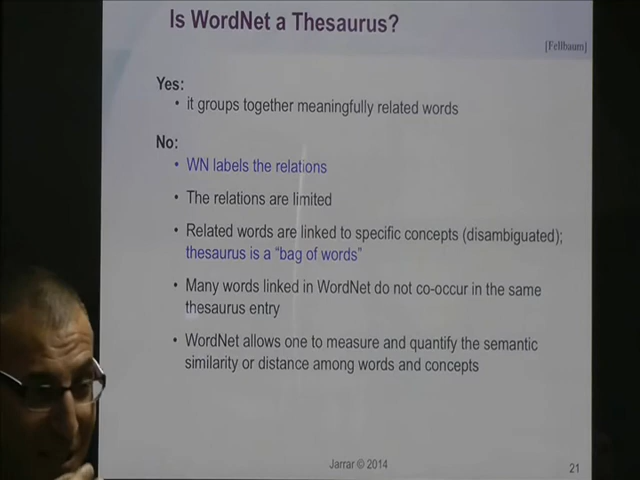 Is WordNet a Thesaurus?
[Fellbaum]
Yes:
• it groups together meaningfully related words
No:
• WN labels the relations
• The relations are limited
• Related words are linked to specific concepts (disambiguated);
thesaurus is a “bag of words”
• Many words linked in WordNet do not co-occur in the same
thesaurus entry
• WordNet allows one to measure and quantify the semantic
similarity or distance among words and concepts
Jarrar © 2014
21